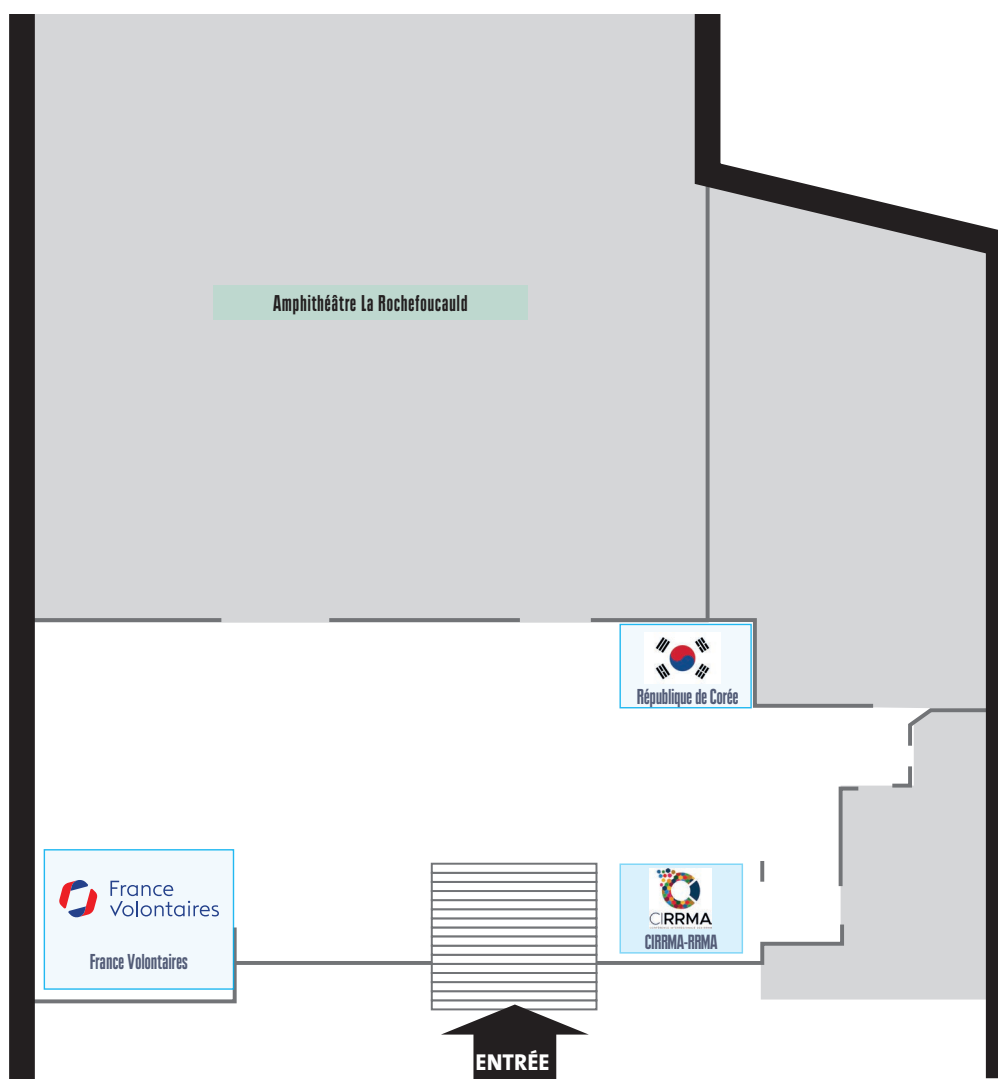 Amphithéâtre La Rochefoucauld
République de Corée
France
Volontaires
France Volontaires
CIRRMA
CIRRMA-RRMA
ENTRÉE